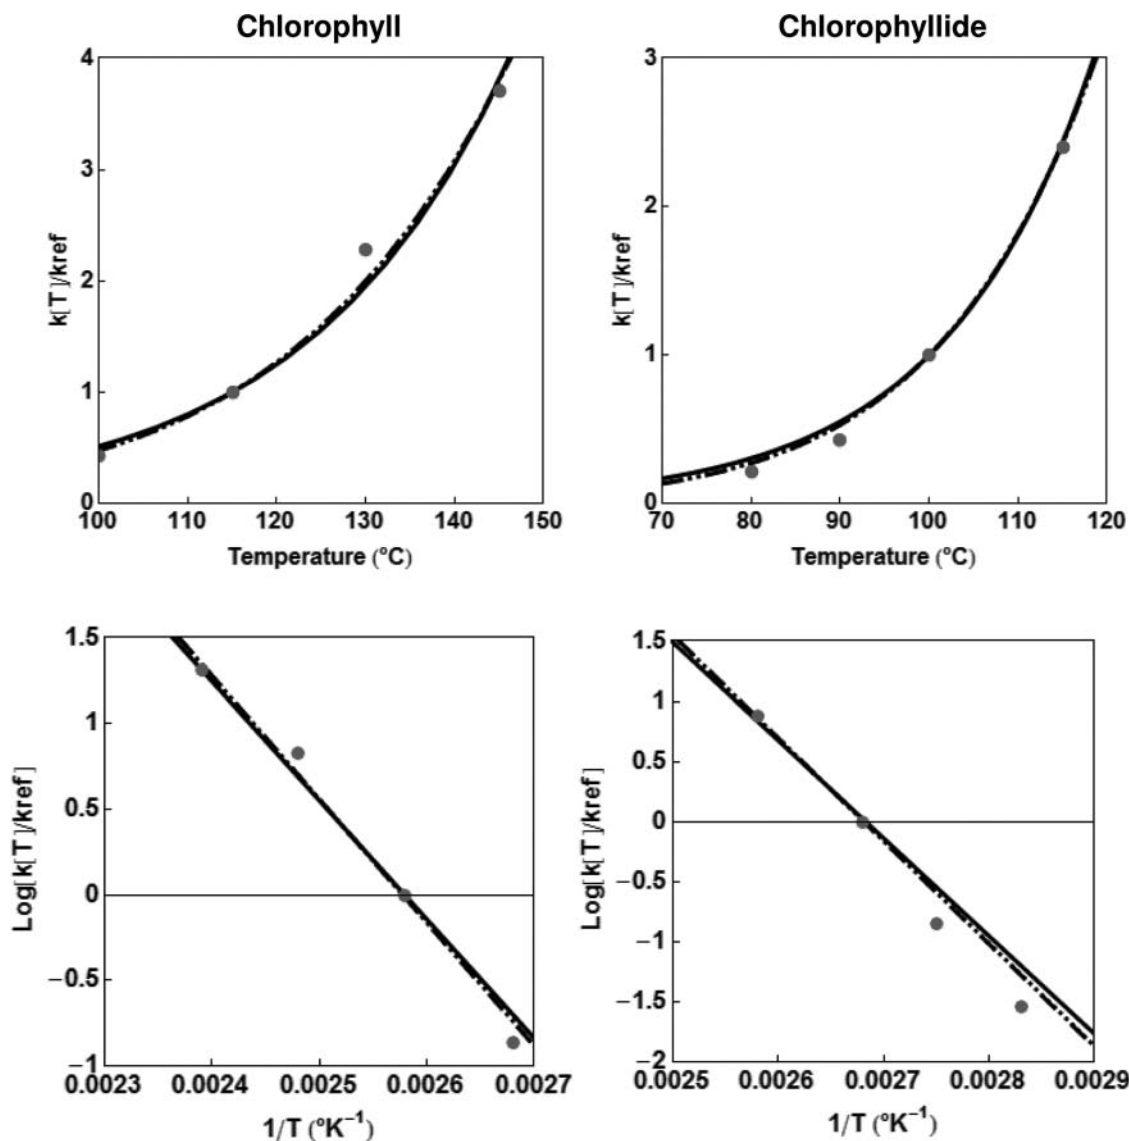 Chlorophyll
Chlorophyllide
4
3
2
1
0
k[T]/kref
100 110 120 130 140 150
Temperature (°C)
3
2
1
0
k[T]/kref
70 80 90 100 110 120
Temperature (°C)
1.5
1
0.5
0
−0.5
−1
Log[k[T]/kref]
0.0023 0.0024 0.0025 0.0026 0.0027
1/T (°K−1)
1.5
1
0
−0.5
−1
−1.5
−2
Log[k[T]/kref]
0.0025 0.0026 0.0027 0.0028 0.0029
1/T (°K−1)